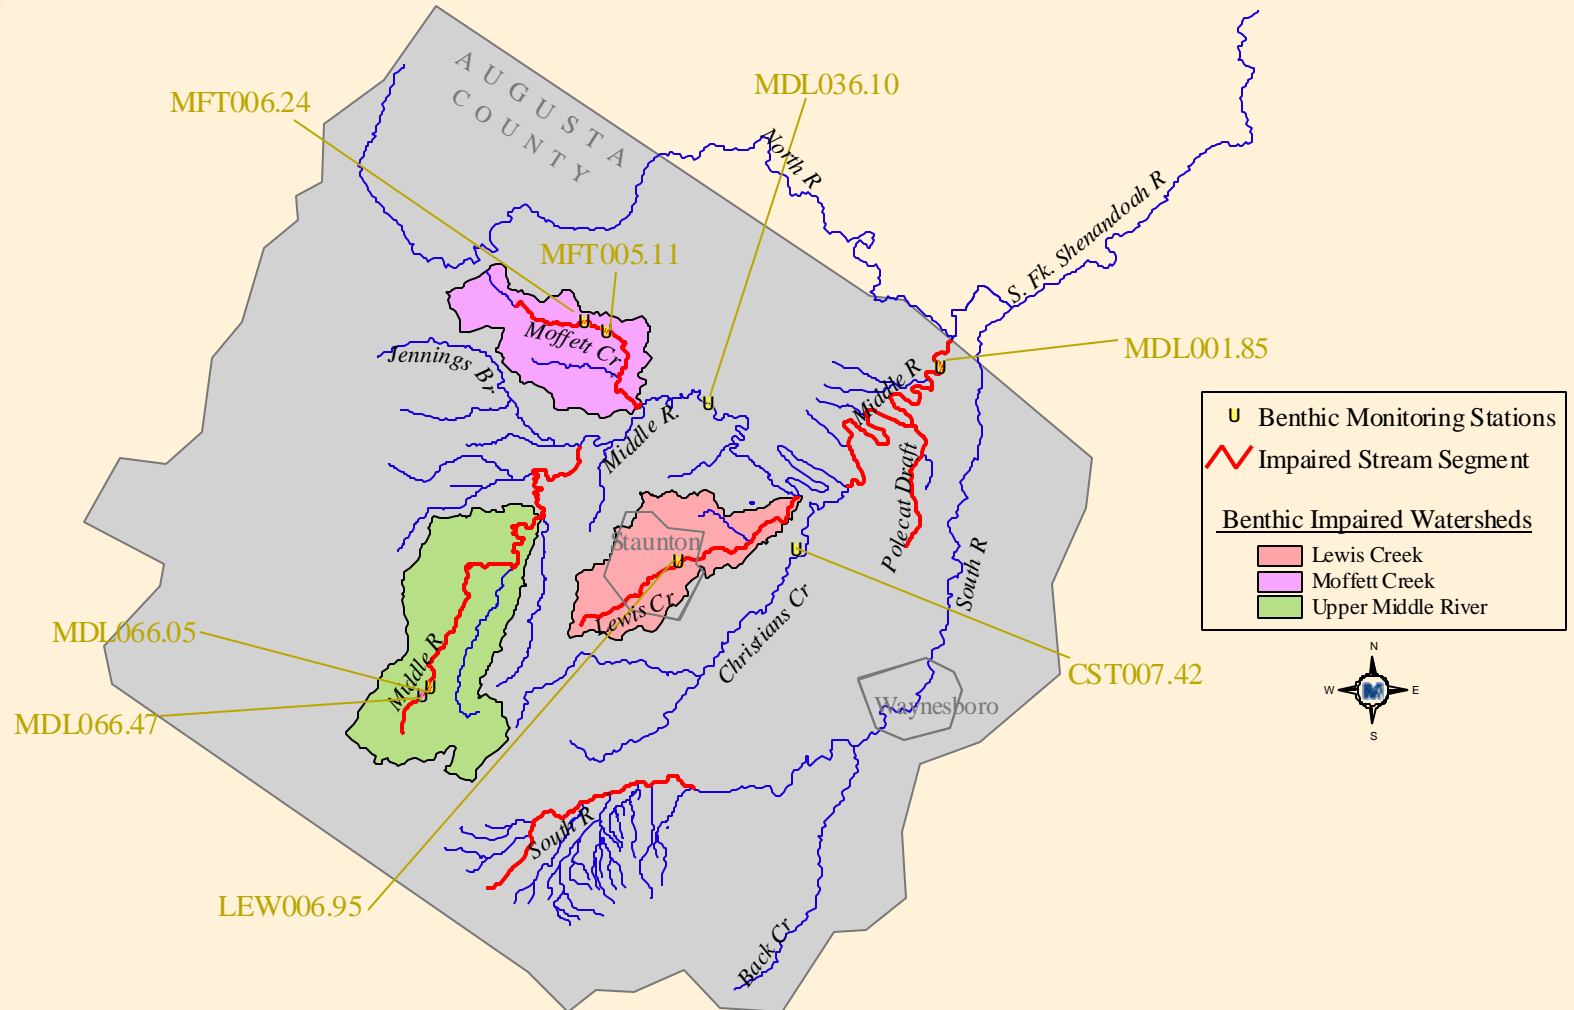 AUGUSTA
COUNTY
MDL036.10
MFT006.24
North R
S. Fk. Shenandoah R
MFT005.11
U
U
Moffett Cr
Jennings Br
MDL001.85
U
Middle R
Middle R.
U
U Benthic Monitoring Stations
Impaired Stream Segment
Benthic Impaired Watersheds
Lewis Creek
Moffett Creek
Upper Middle River
Polecat Draft
Staunton
U
U
South R
Lewis Cr
Christians Cr
MDL066.05
Middle R
U
U
CST007.42
MDL066.47
Waynesboro
N
W
M
E
S
South R
LEW006.95
Back Cr